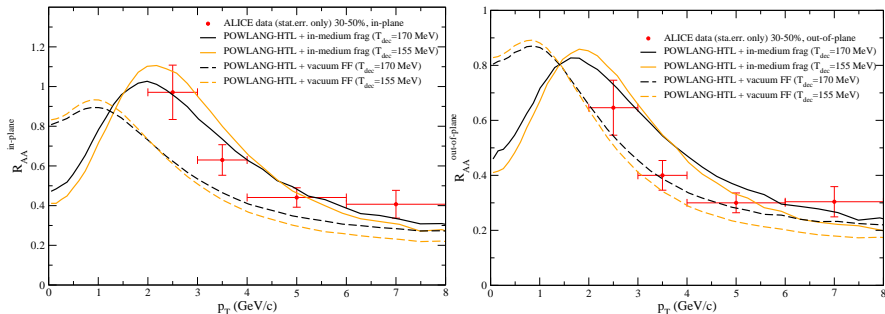 ALICE data (stat.err. only) 30-50%, in-plane
POWLANG-HTL + in-medium frag (T_dec=170 MeV)
POWLANG-HTL + in-medium frag (T_dec=155 MeV)
POWLANG-HTL + vacuum FF (T_dec=170 MeV)
POWLANG-HTL + vacuum FF (T_dec=155 MeV)
R_AA^in-plane
1.4
1.2
1
0.8
0.6
0.4
0.2
0
0 1 2 3 4 5 6 7 8
p_T (GeV/c)
ALICE data (sta.err. only) 30-50%, out-of-plane
POWLANG-HTL + in-medium frag (T_dec=170 MeV)
POWLANG-HTL + in-medium frag (T_dec=155 MeV)
POWLANG-HTL + vacuum FF (T_dec=170 MeV)
POWLANG-HTL + vacuum FF (T_dec=155 MeV)
R_AA^out-of-plane
1
0.8
0.6
0.4
0.2
0
0 1 2 3 4 5 6 7 8
p_T (GeV/c)